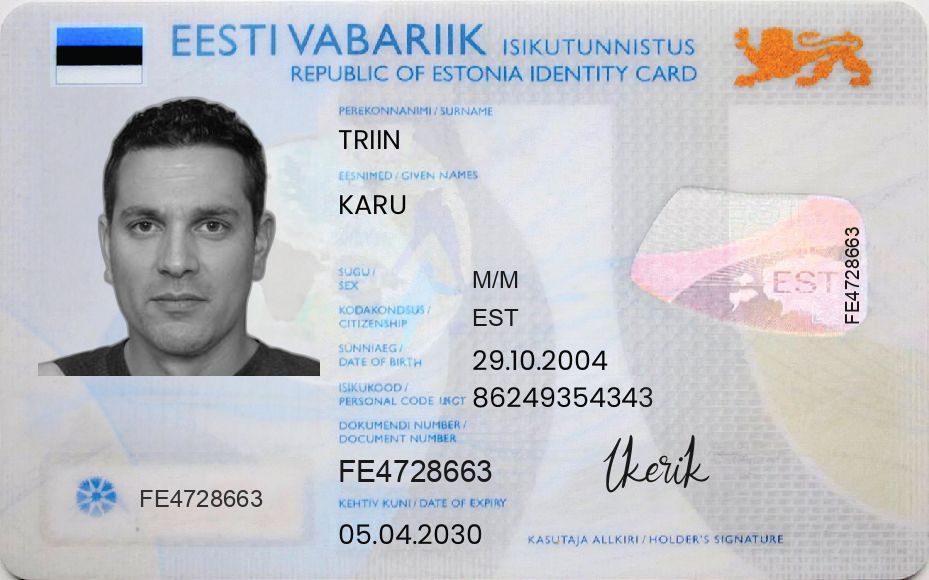 EESTI VABARIIK ISIKUTUNNISTUS
REPUBLIC OF ESTONIA IDENTITY CARD
PEREKONNANIMI / SURNAME
TRIIN
EESNIMED / GIVEN NAMES
KARU
SUGU / SEX
M/M
KODAKONDSUS / CITIZENSHIP
EST
SÜNNIAEG / DATE OF BIRTH
29.10.2004
ISIKUKOOD / PERSONAL CODE
86249354343
DOKUMENDI NUMBER / DOCUMENT NUMBER
FE4728663
KEHTIV KUNI / DATE OF EXPIRY
05.04.2030
KASUTAJA ALLKIRI / HOLDER'S SIGNATURE
FE4728663
EST
FE4728663